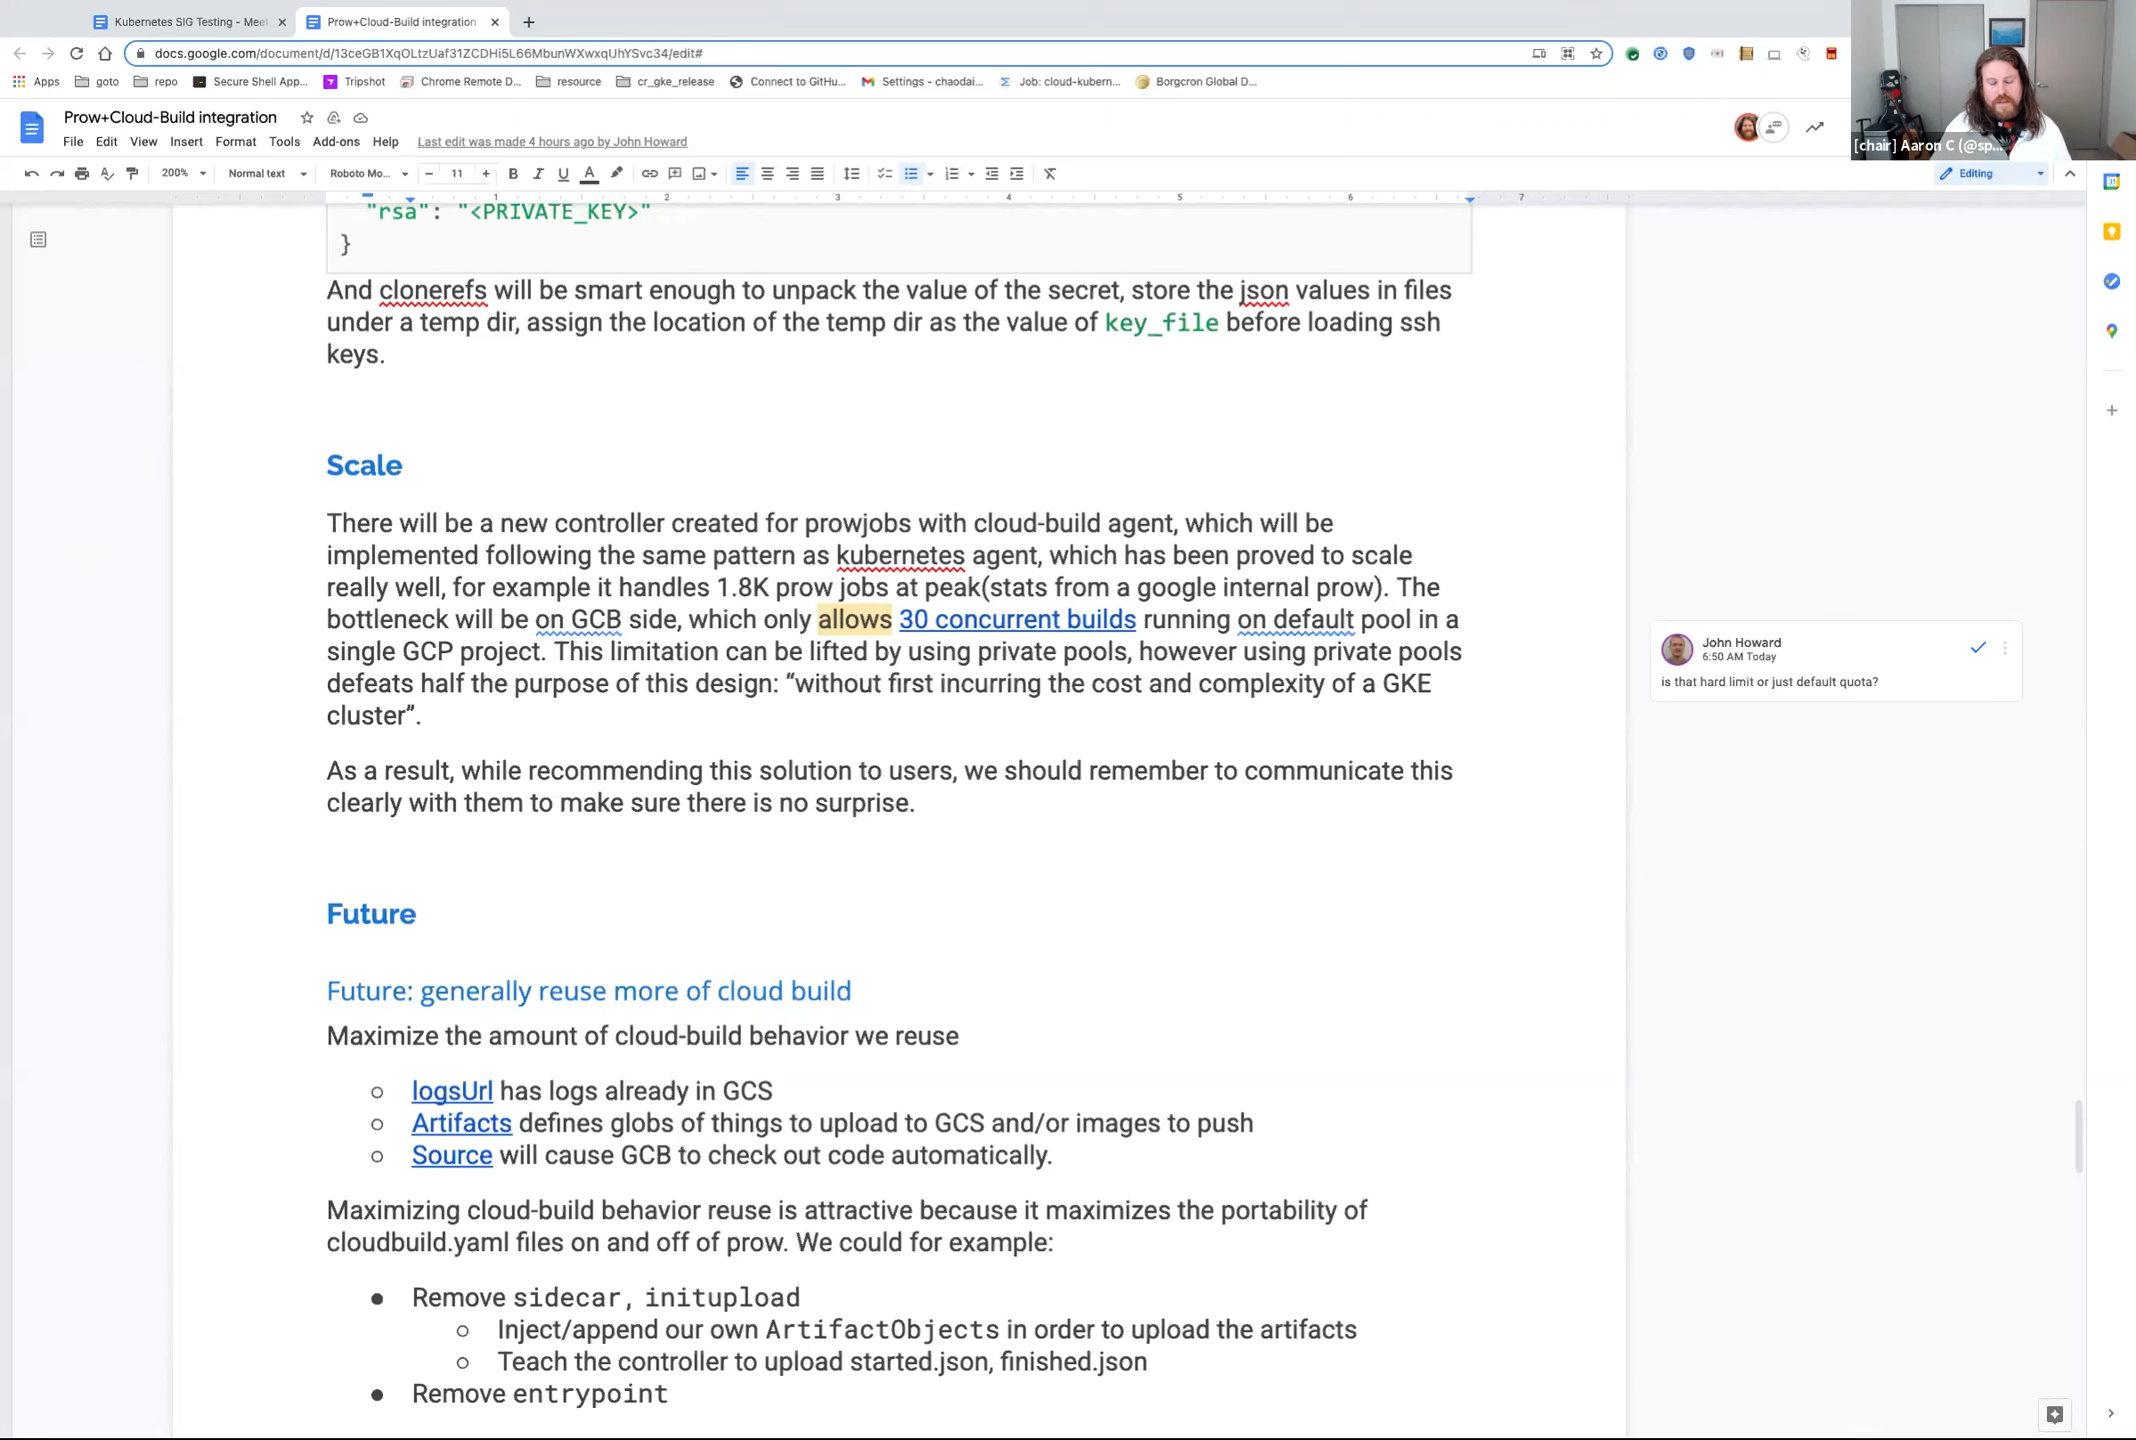 Kubernetes SIG Testing - Meet
Prow+Cloud-Build integration
docs.google.com/document/d/13ceGB1XqOLtzUaf31ZCDHi5L66MbunWXwxqUhYSvc34/edit#
Apps goto repo Secure Shell App... Tripshot Chrome Remote D... resource cr_gke_release Connect to GitHu... Settings - chaodai... Job: cloud-kubern... Borgcron Global D...
[chair] Aaron C (@sp...
Prow+Cloud-Build integration
File Edit View Insert Format Tools Add-ons Help Last edit was made 4 hours ago by John Howard
200% Normal text Roboto Mo... − 11 + B I U A Editing
1 2 3 4 5 6 7
"rsa": "<PRIVATE_KEY>"
}
And clonerefs will be smart enough to unpack the value of the secret, store the json values in files
under a temp dir, assign the location of the temp dir as the value of key_file before loading ssh
keys.
Scale
There will be a new controller created for prowjobs with cloud-build agent, which will be
implemented following the same pattern as kubernetes agent, which has been proved to scale
really well, for example it handles 1.8K prow jobs at peak(stats from a google internal prow). The
bottleneck will be on GCB side, which only allows 30 concurrent builds running on default pool in a
single GCP project. This limitation can be lifted by using private pools, however using private pools
defeats half the purpose of this design: “without first incurring the cost and complexity of a GKE
cluster”.
John Howard
6:50 AM Today
is that hard limit or just default quota?
As a result, while recommending this solution to users, we should remember to communicate this
clearly with them to make sure there is no surprise.
Future
Future: generally reuse more of cloud build
Maximize the amount of cloud-build behavior we reuse
logsUrl has logs already in GCS
Artifacts defines globs of things to upload to GCS and/or images to push
Source will cause GCB to check out code automatically.
Maximizing cloud-build behavior reuse is attractive because it maximizes the portability of
cloudbuild.yaml files on and off of prow. We could for example:
Remove sidecar, initupload
Inject/append our own ArtifactObjects in order to upload the artifacts
Teach the controller to upload started.json, finished.json
Remove entrypoint